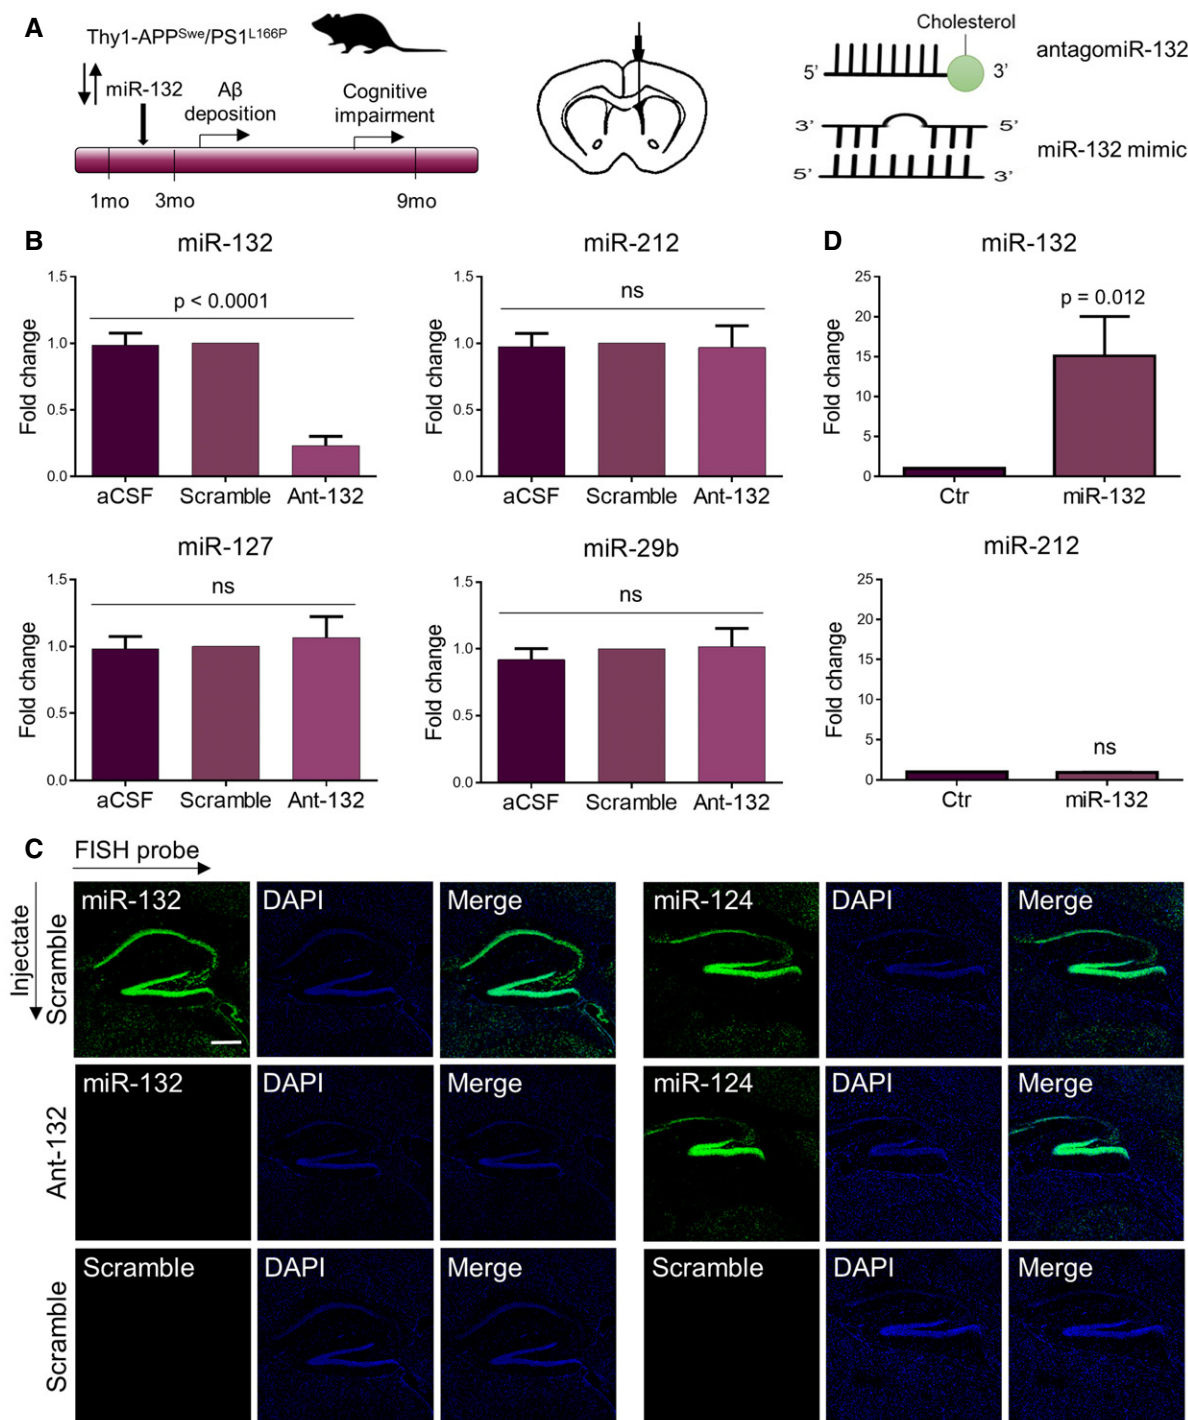 A
Thy1-APP^Swe/PS1^L166P
miR-132
Aβ
deposition
Cognitive
impairment
1mo
3mo
9mo
Cholesterol
5’
3’
antagomiR-132
3’
5’
miR-132 mimic
5’
3’
B
miR-132
Fold change
1.5
1.0
0.5
0.0
p < 0.0001
aCSF
Scramble
Ant-132
miR-212
Fold change
1.5
1.0
0.5
0.0
ns
aCSF
Scramble
Ant-132
D
miR-132
Fold change
25
20
15
10
5
0
p = 0.012
Ctr
miR-132
miR-127
Fold change
1.5
1.0
0.5
0.0
ns
aCSF
Scramble
Ant-132
miR-29b
Fold change
1.5
1.0
0.5
0.0
ns
aCSF
Scramble
Ant-132
miR-212
Fold change
25
20
15
10
5
0
ns
Ctr
miR-132
C
FISH probe
Injectate
Scramble
miR-132
DAPI
Merge
miR-124
DAPI
Merge
Ant-132
miR-132
DAPI
Merge
miR-124
DAPI
Merge
Scramble
Scramble
DAPI
Merge
Scramble
DAPI
Merge